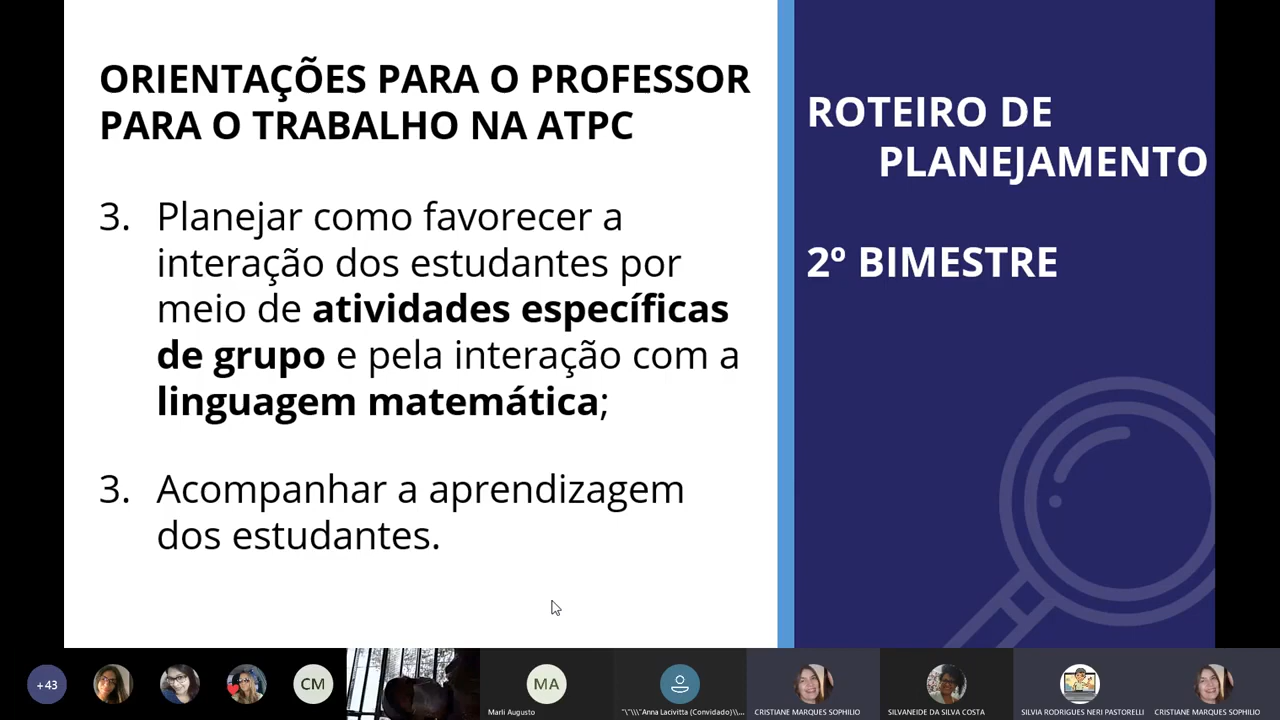 ORIENTAÇÕES PARA O PROFESSOR
PARA O TRABALHO NA ATPC
3. Planejar como favorecer a
interação dos estudantes por
meio de atividades específicas
de grupo e pela interação com a
linguagem matemática;
3. Acompanhar a aprendizagem
dos estudantes.
ROTEIRO DE
PLANEJAMENTO
2º BIMESTRE
+43
CM
MA
Marli Augusto
"\"\\\"Anna Lacivitta (Convidado)\\...
CRISTIANE MARQUES SOPHILIO
SILVANEIDE DA SILVA COSTA
SILVIA RODRIGUES NERI PASTORELLI
CRISTIANE MARQUES SOPHILIO